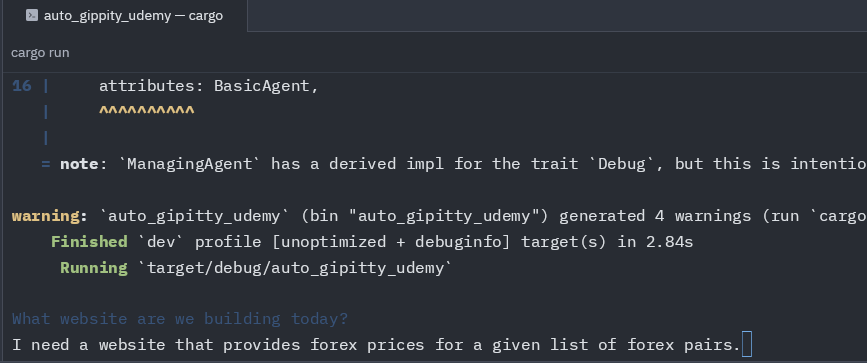 auto_gippity_udemy — cargo
cargo run
16 |     attributes: BasicAgent,
   |     ^^^^^^^^^^
   |
   = note: `ManagingAgent` has a derived impl for the trait `Debug`, but this is intentio
warning: `auto_gipitty_udemy` (bin "auto_gipitty_udemy") generated 4 warnings (run `cargo
    Finished `dev` profile [unoptimized + debuginfo] target(s) in 2.84s
     Running `target/debug/auto_gipitty_udemy`
What website are we building today?
I need a website that provides forex prices for a given list of forex pairs.